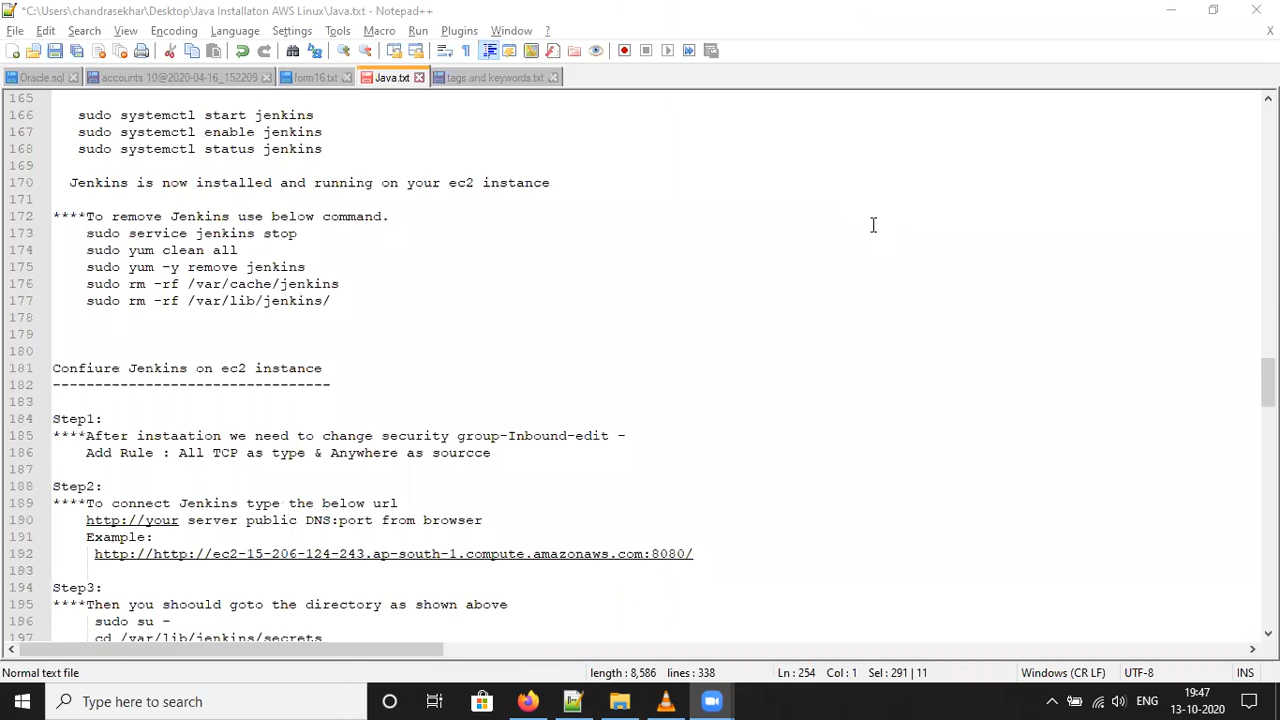 *C:\Users\chandrasekhar\Desktop\Java Installaton AWS Linux\Java.txt - Notepad++
File Edit Search View Encoding Language Settings Tools Macro Run Plugins Window ? X
Oracle.sql accounts 10@2020-04-16_152209 form16.txt Java.txt tags and keywords.txt
165
166 sudo systemctl start jenkins
167 sudo systemctl enable jenkins
168 sudo systemctl status jenkins
169
170 Jenkins is now installed and running on your ec2 instance
171
172 ****To remove Jenkins use below command.
173 sudo service jenkins stop
174 sudo yum clean all
175 sudo yum -y remove jenkins
176 sudo rm -rf /var/cache/jenkins
177 sudo rm -rf /var/lib/jenkins/
178
179
180
181 Confiure Jenkins on ec2 instance
182 ---------------------------------
183
184 Step1:
185 ****After instaation we need to change security group-Inbound-edit -
186 Add Rule : All TCP as type & Anywhere as sourcce
187
188 Step2:
189 ****To connect Jenkins type the below url
190 http://your server public DNS:port from browser
191 Example:
192 http://http://ec2-15-206-124-243.ap-south-1.compute.amazonaws.com:8080/
193
194 Step3:
195 ****Then you shoould goto the directory as shown above
196 sudo su -
197 cd /var/lib/jenkins/secrets
Normal text file length : 8,586 lines : 338 Ln : 254 Col : 1 Sel : 291 | 11 Windows (CR LF) UTF-8 INS
Type here to search ENG 19:47
13-10-2020